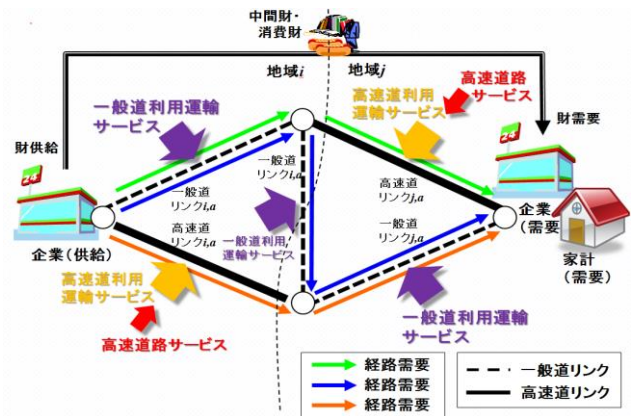 中間財・
消費財
地域i
地域j
高速道路
サービス
一般道利用運輸
サービス
高速道利用
運輸サービス
財需要
財供給
24
24
一般道
リンクi,a
一般道
リンクi,a
高速道
リンクj,a
企業
(需要)
企業(供給)
高速道
リンクi,a
一般道利用
運輸サービス
一般道
リンクj,a
家計
(需要)
高速道利用
運輸サービス
一般道利用運輸
サービス
高速道路サービス
経路需要
経路需要
経路需要
一般道リンク
高速道リンク